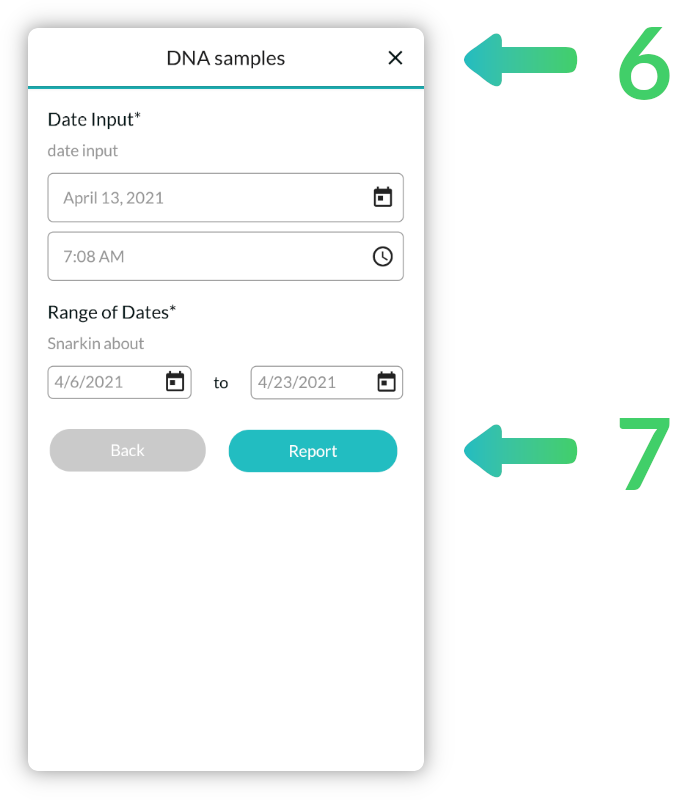 DNA samples
6
Date Input*
date input
April 13, 2021
7:08 AM
Range of Dates*
Snarkin about
4/6/2021 to 4/23/2021
Back Report
7